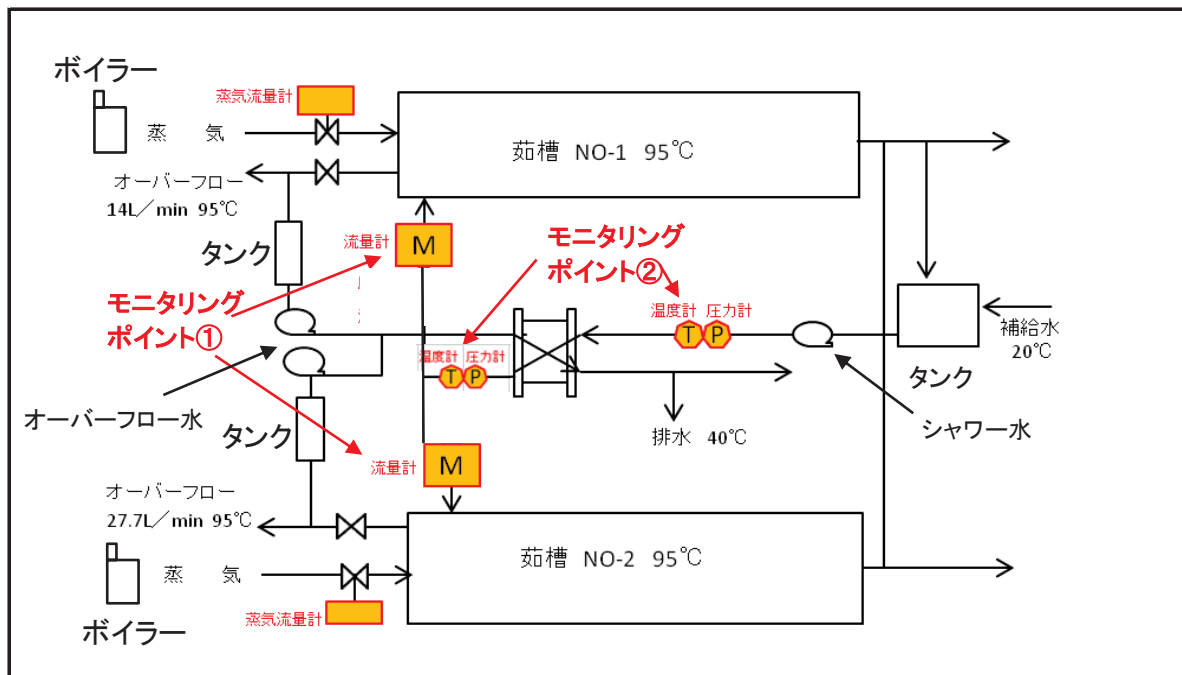 ボイラー
蒸気流量計
蒸 気
茹槽 NO-1 95℃
オーバーフロー
14L/min 95℃
タンク
流量計
M
モニタリング
ポイント②
モニタリング
ポイント①
温度計 圧力計
T P
補給水
20℃
温度計 圧力計
T P
タンク
オーバーフロー水
タンク
排水 40℃
シャワー水
流量計
M
オーバーフロー
27.7L/min 95℃
茹槽 NO-2 95℃
蒸 気
蒸気流量計
ボイラー